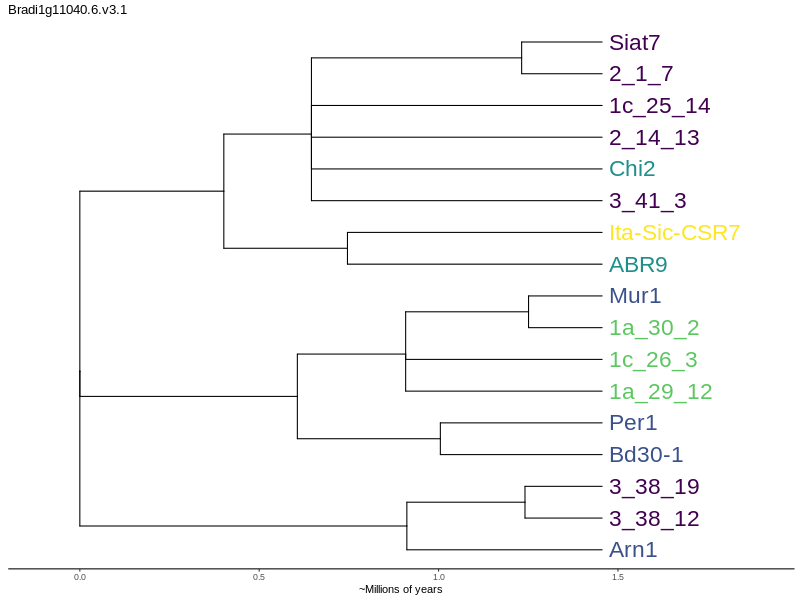 Bradi1g11040.6.v3.1
Siat7
2_1_7
1c_25_14
2_14_13
Chi2
3_41_3
Ita-Sic-CSR7
ABR9
Mur1
1a_30_2
1c_26_3
1a_29_12
Per1
Bd30-1
3_38_19
3_38_12
Arn1
0.0 0.5 1.0 1.5
~Millions of years